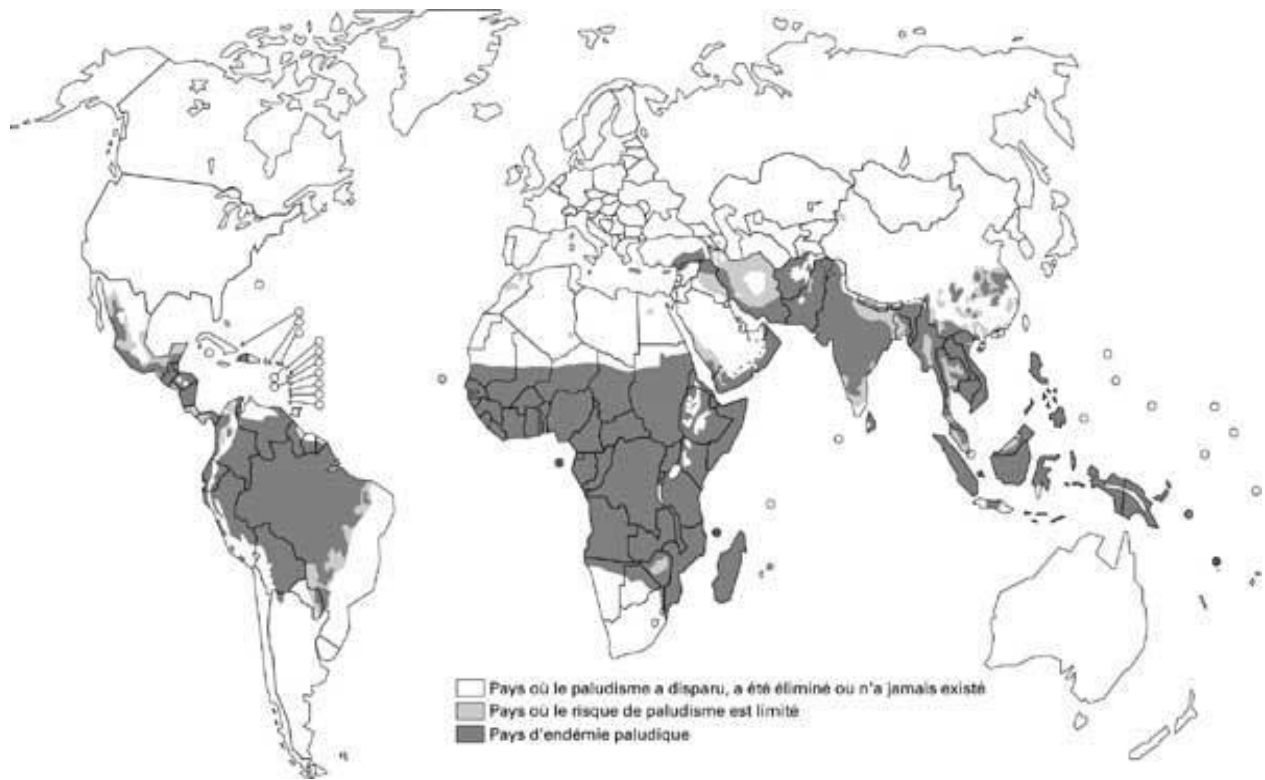 Pays où le paludisme a disparu, a été éliminé ou n'a jamais existé
Pays où le risque de paludisme est limité
Pays d'endémie paludique